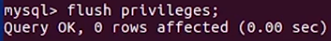 mysql> flush privileges;
Query OK, 0 rows affected (0.00 sec)